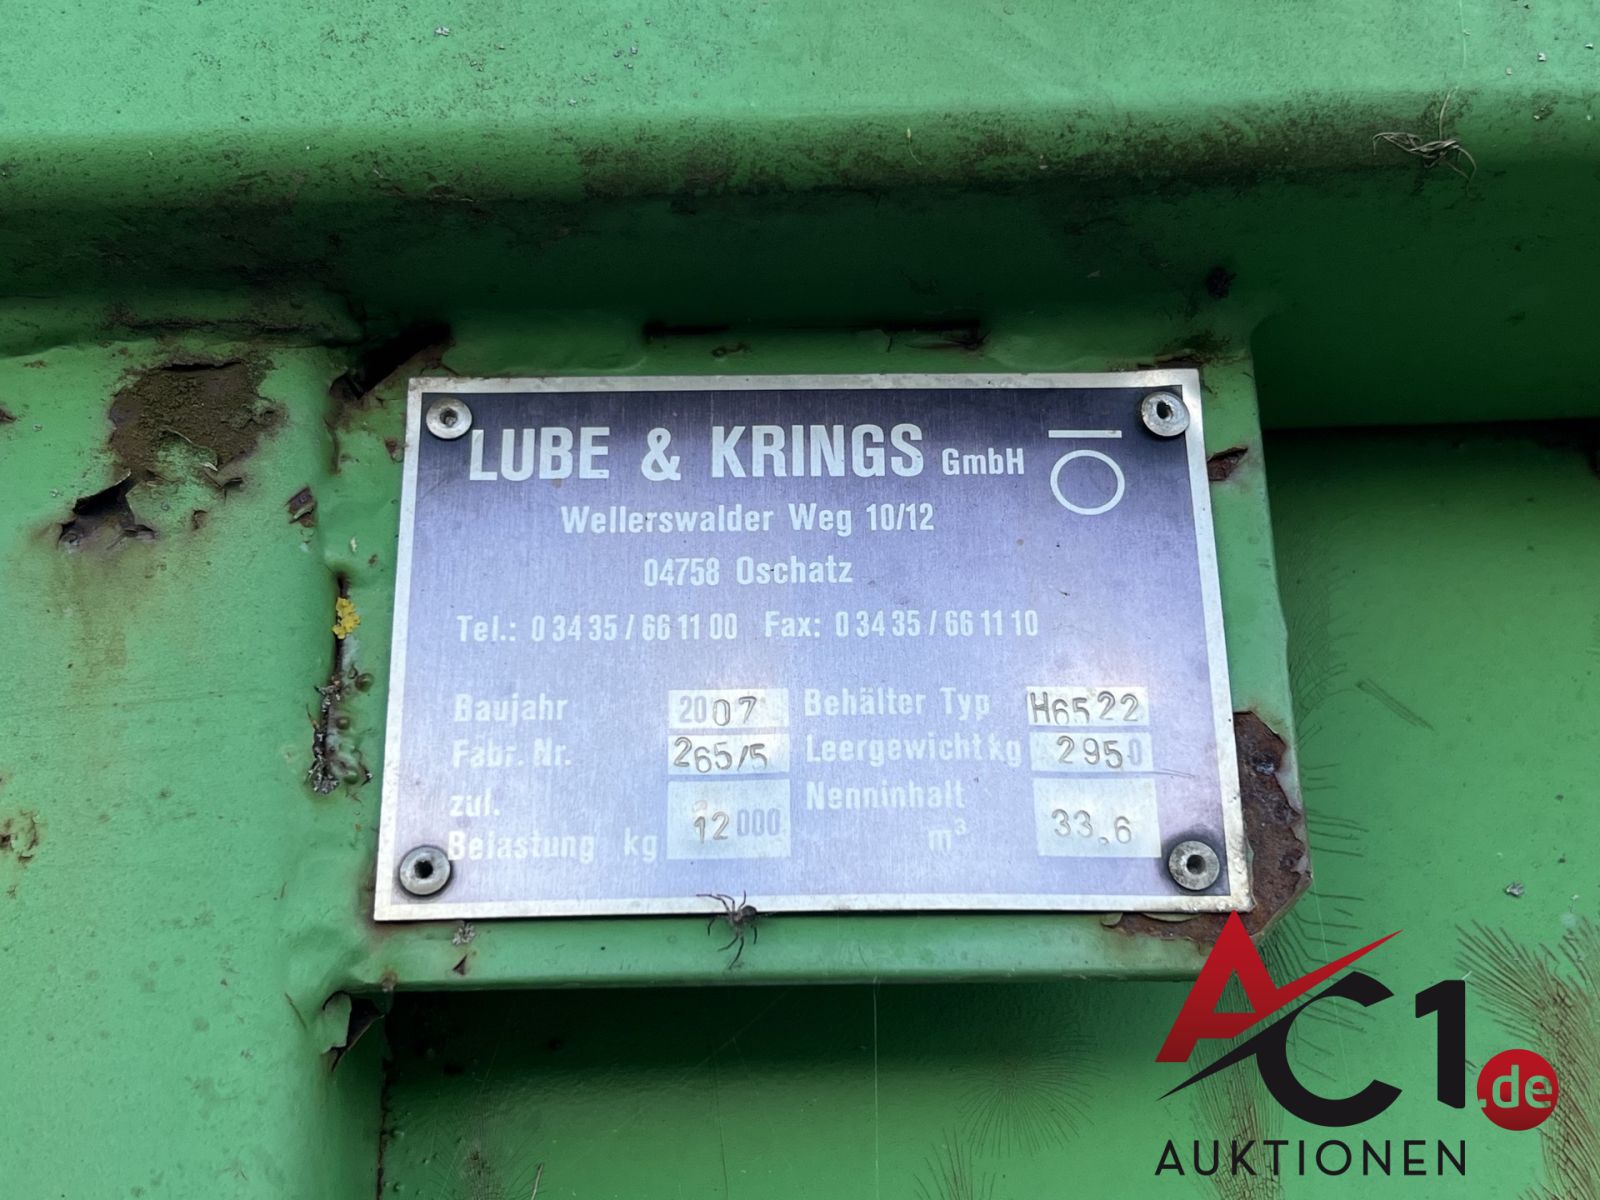 LUBE & KRINGS GmbH
Wellerswalder Weg 10/12
04758 Oschatz
Tel.: 0 34 35 / 66 11 00 Fax: 0 34 35 / 66 11 10
Baujahr 2007 Behälter Typ H6522
Fabr. Nr. 265/5 Leergewicht kg 2950
zul. Nenninhalt
Belastung kg 12000 m³ 33.6
AC1.de
AUKTIONEN